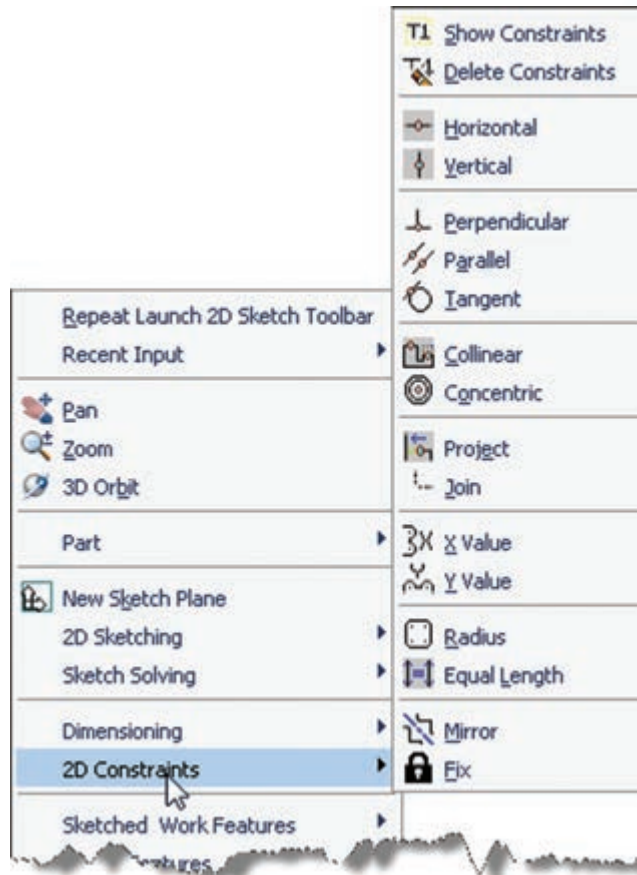 T1 Show Constraints
Delete Constraints
Horizontal
Vertical
Perpendicular
Parallel
Tangent
Collinear
Concentric
Project
Join
X Value
Y Value
Radius
Equal Length
Mirror
Fix
Repeat Launch 2D Sketch Toolbar
Recent Input
Pan
Zoom
3D Orbit
Part
New Sketch Plane
2D Sketching
Sketch Solving
Dimensioning
2D Constraints
Sketched Work Features